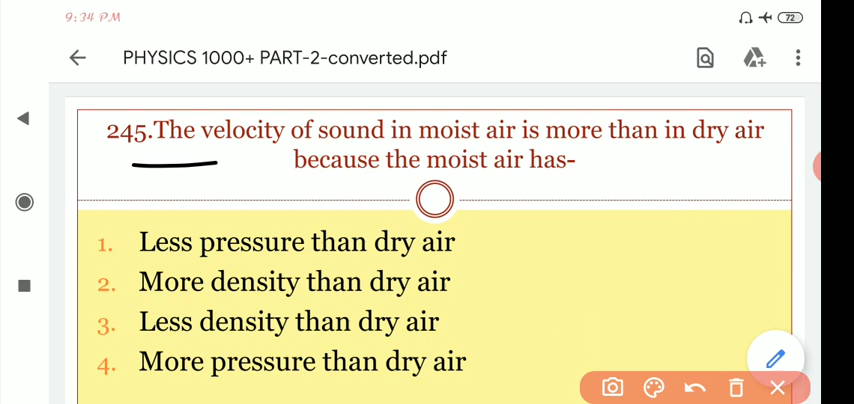 9:34 PM
72
PHYSICS 1000+ PART-2-converted.pdf
245.The velocity of sound in moist air is more than in dry air
because the moist air has-
1. Less pressure than dry air
2. More density than dry air
3. Less density than dry air
4. More pressure than dry air